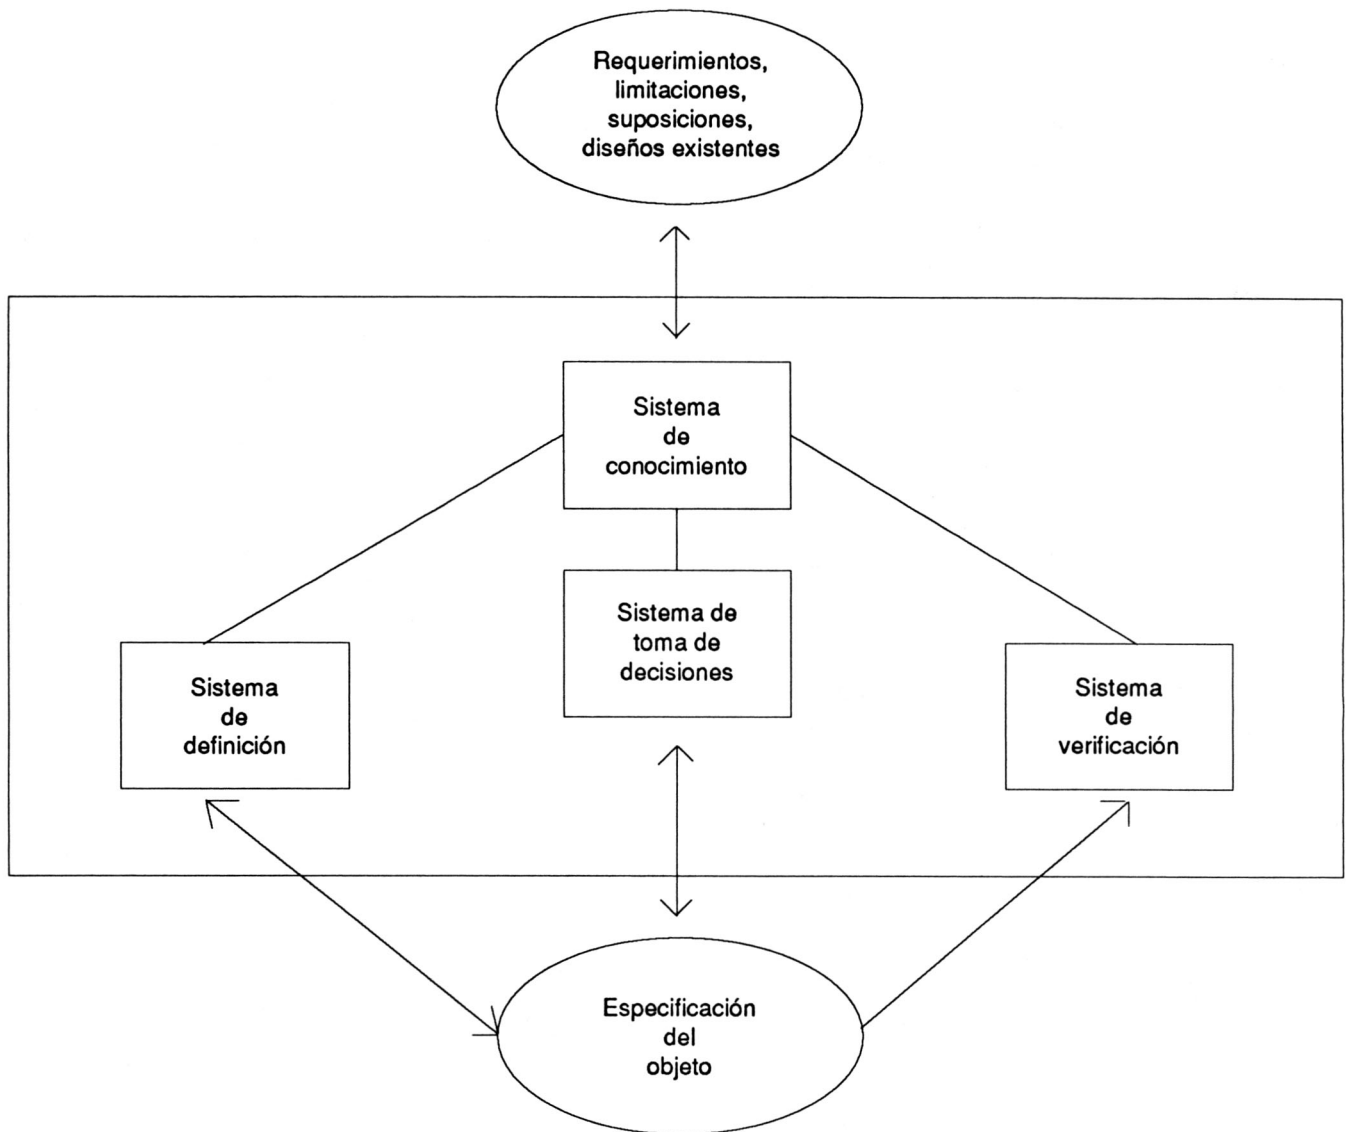 Requerimientos,
limitaciones,
suposiciones,
diseños existentes
Sistema
de
conocimiento
Sistema de
toma de
decisiones
Sistema
de
definición
Sistema
de
verificación
Especificación
del
objeto